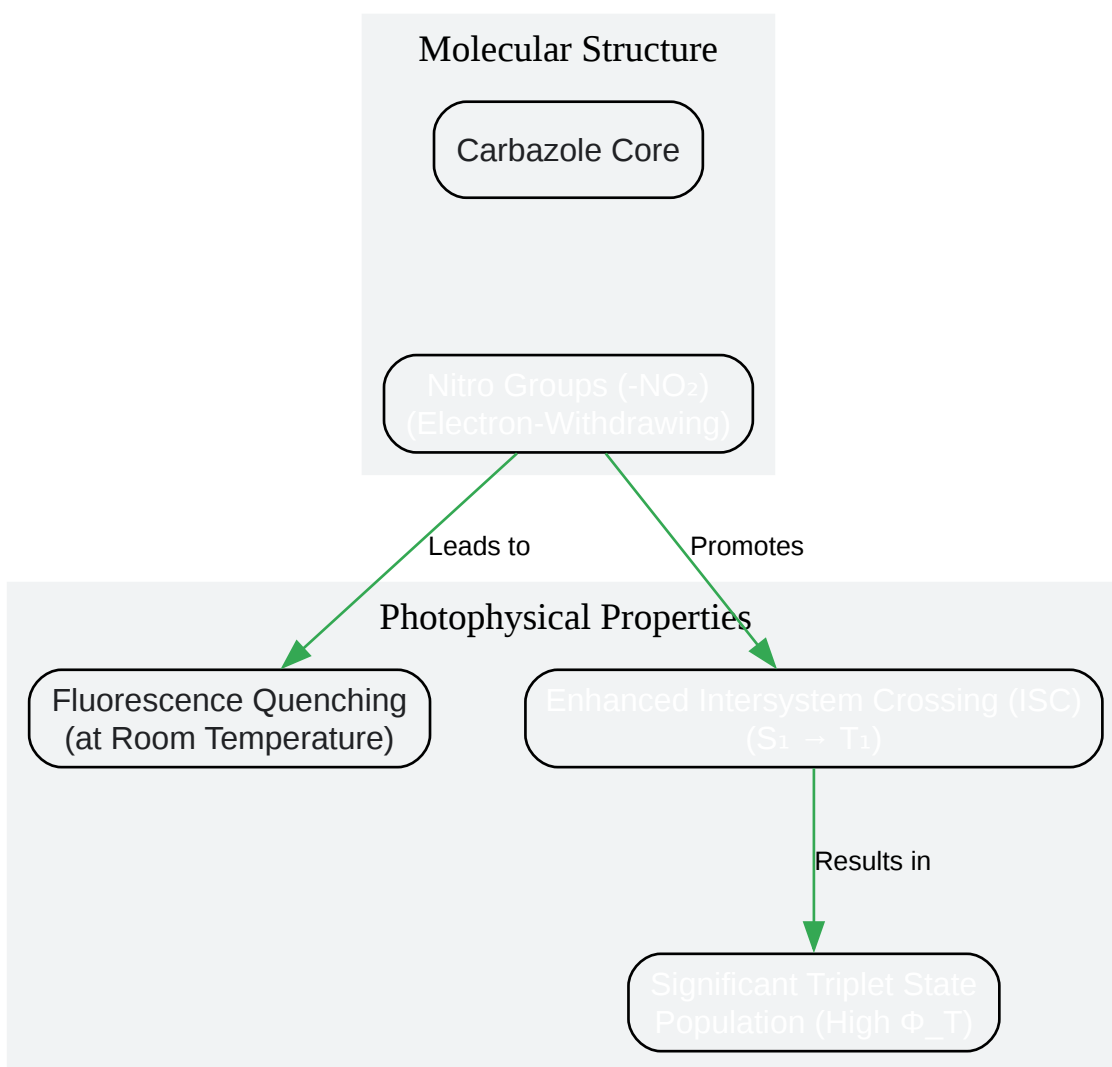 Molecular Structure
Carbazole Core
Nitro Groups (-NO₂)
(Electron-Withdrawing)
Leads to
Promotes
Photophysical Properties
Fluorescence Quenching
(at Room Temperature)
Enhanced Intersystem Crossing (ISC)
(S₁ → T₁)
Results in
Significant Triplet State
Population (High Φ_T)